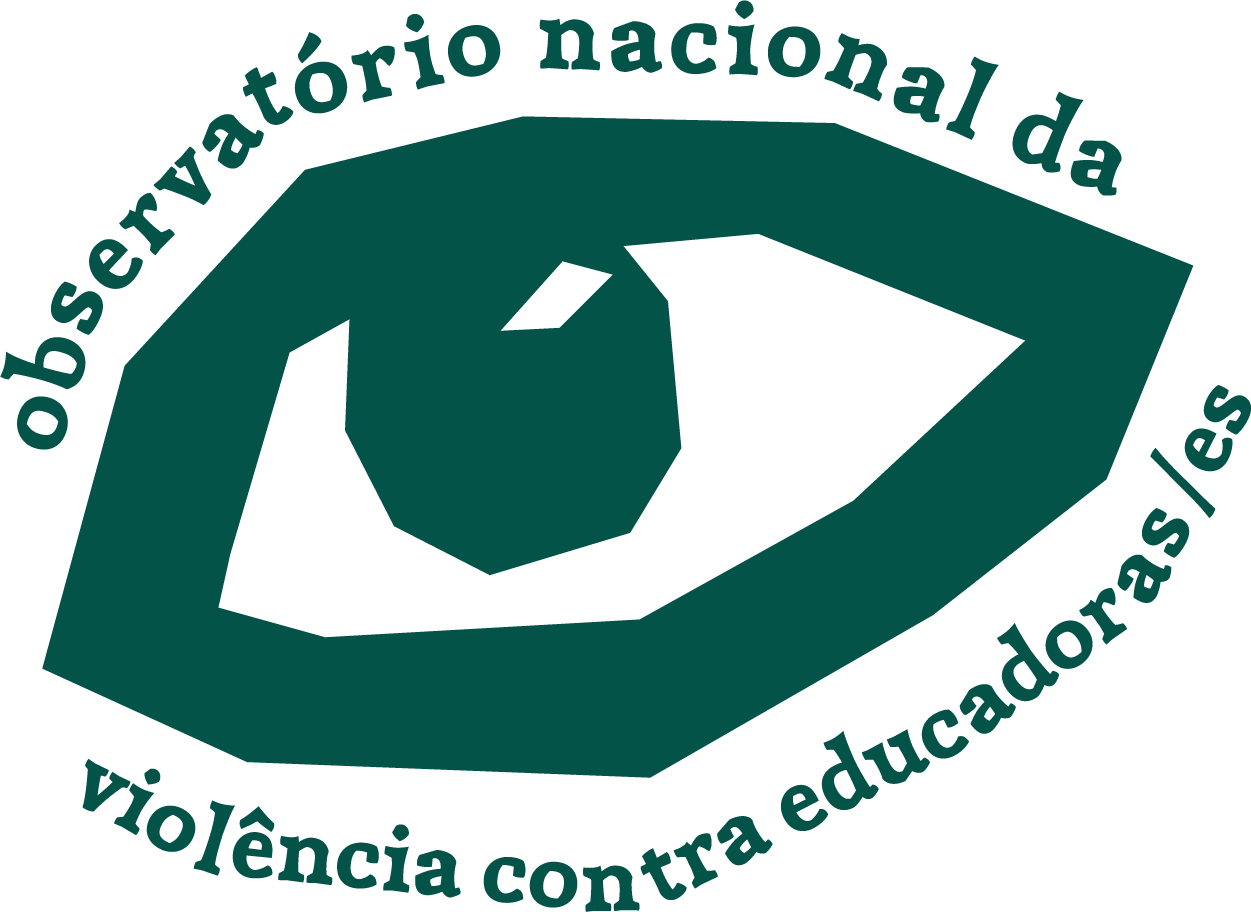 observatório nacional da
violência contra educadoras/es